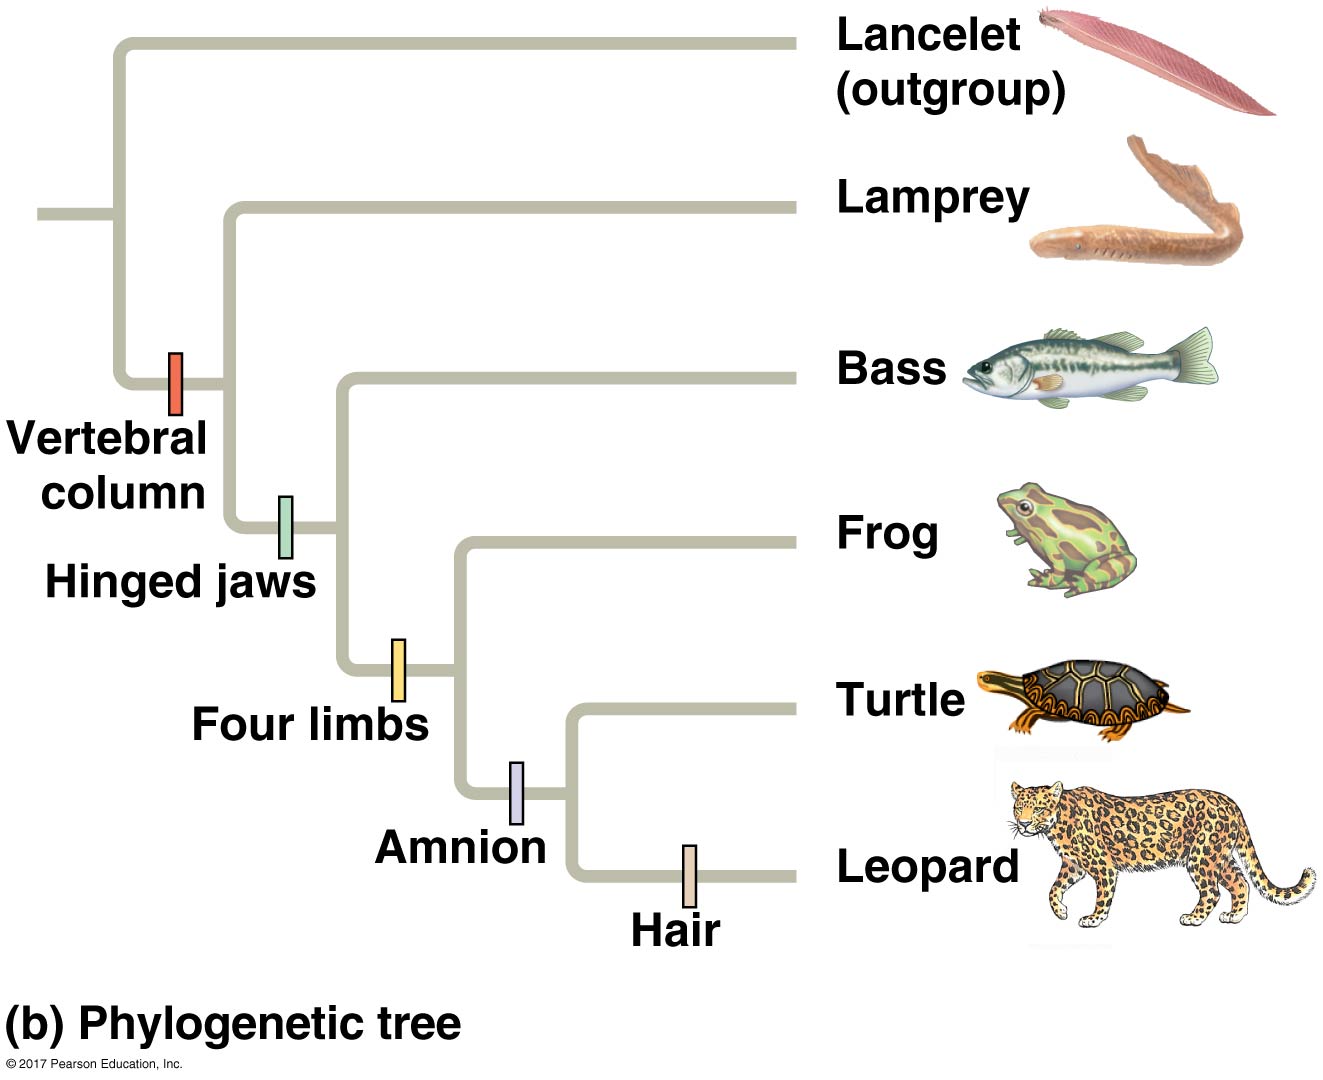 Lancelet
(outgroup)
Lamprey
Bass
Vertebral
column
Frog
Hinged jaws
Turtle
Four limbs
Amnion
Leopard
Hair
(b) Phylogenetic tree
© 2017 Pearson Education, Inc.